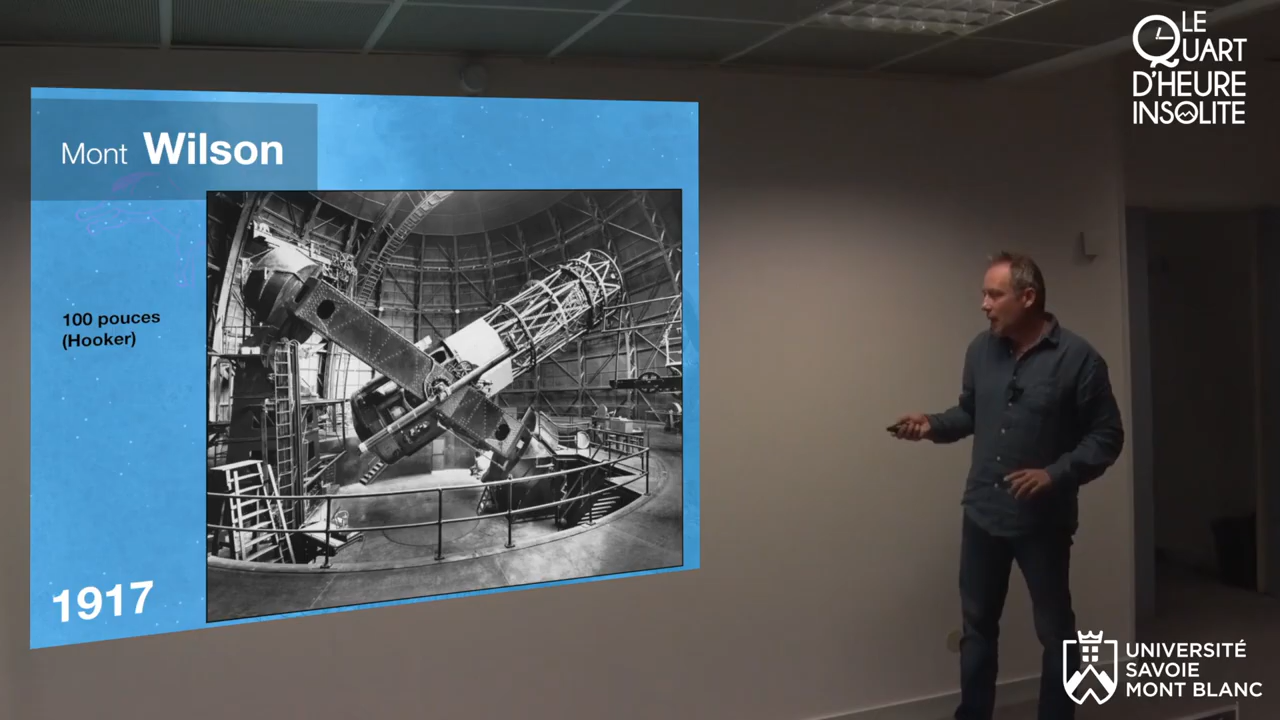 Mont Wilson
100 pouces
(Hooker)
1917
LE
QUART
D'HEURE
INSOLITE
UNIVERSITÉ
SAVOIE
MONT BLANC